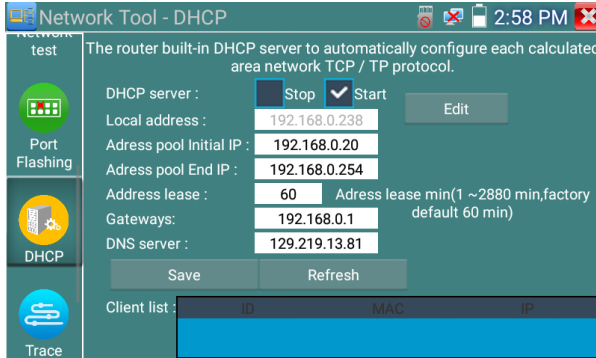 Network Tool - DHCP
2:58 PM
Network
test
The router built-in DHCP server to automatically configure each calculated
area network TCP / TP protocol.
DHCP server :
Stop
Start
Edit
Local address :
192.168.0.238
Port
Flashing
Adress pool Initial IP :
192.168.0.20
Adress pool End IP :
192.168.0.254
Address lease :
60
Adress lease min(1 ~2880 min,factory
default 60 min)
Gateways:
192.168.0.1
DNS server :
129.219.13.81
DHCP
Save
Refresh
Client list :
ID
MAC
IP
Trace